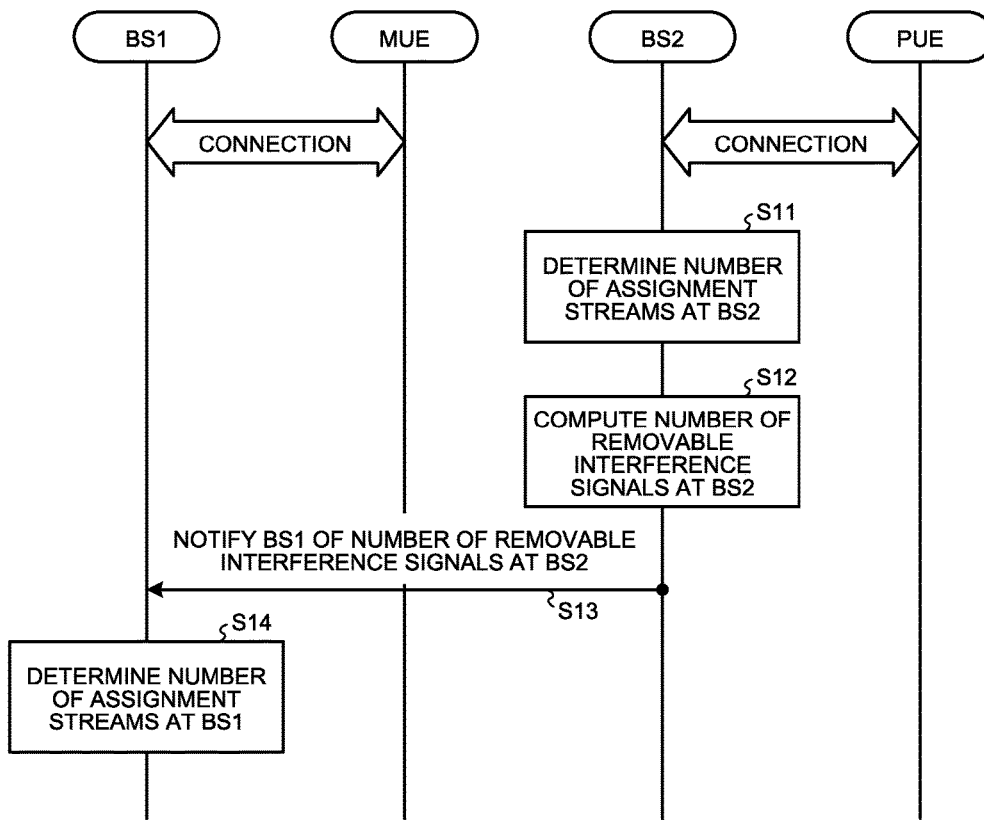 BS1
MUE
BS2
PUE
CONNECTION
CONNECTION
S11
DETERMINE NUMBER
OF ASSIGNMENT
STREAMS AT BS2
S12
COMPUTE NUMBER OF
REMOVABLE
INTERFERENCE
SIGNALS AT BS2
NOTIFY BS1 OF NUMBER OF REMOVABLE
INTERFERENCE SIGNALS AT BS2
S13
S14
DETERMINE NUMBER
OF ASSIGNMENT
STREAMS AT BS1